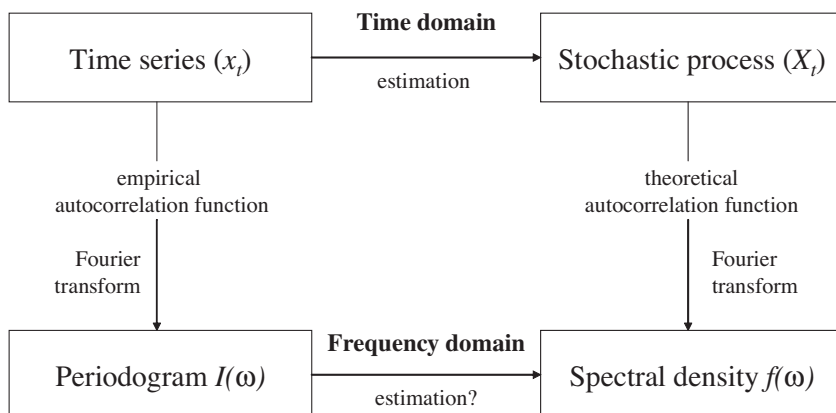 Time domain
Time series (x_t)
Stochastic process (X_t)
estimation
empirical
autocorrelation function
theoretical
autocorrelation function
Fourier
transform
Fourier
transform
Frequency domain
Periodogram I(ω)
Spectral density f(ω)
estimation?